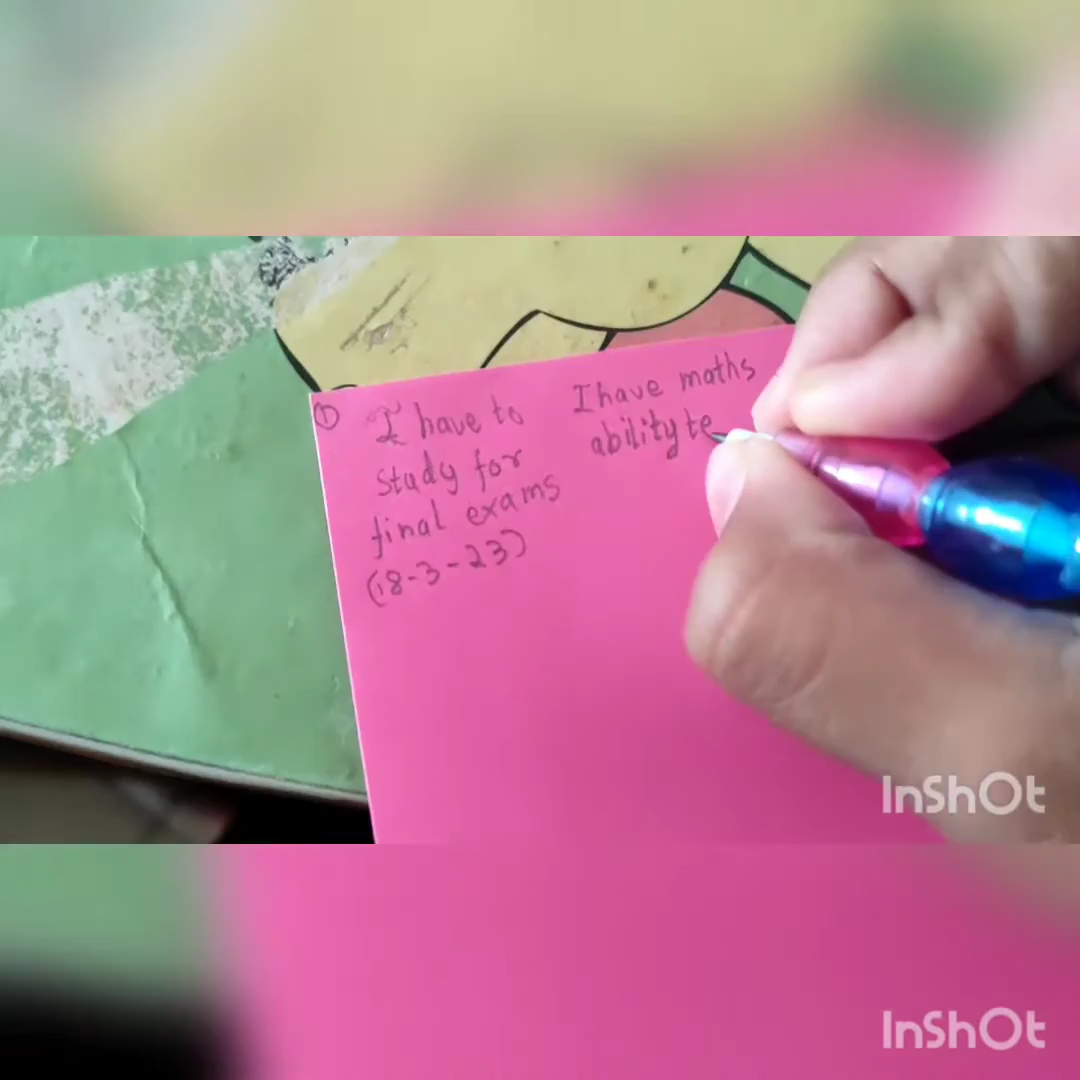 ① I have to
study for
final exams
(18-3-23)
I have maths
ability te
InShOt
InShOt